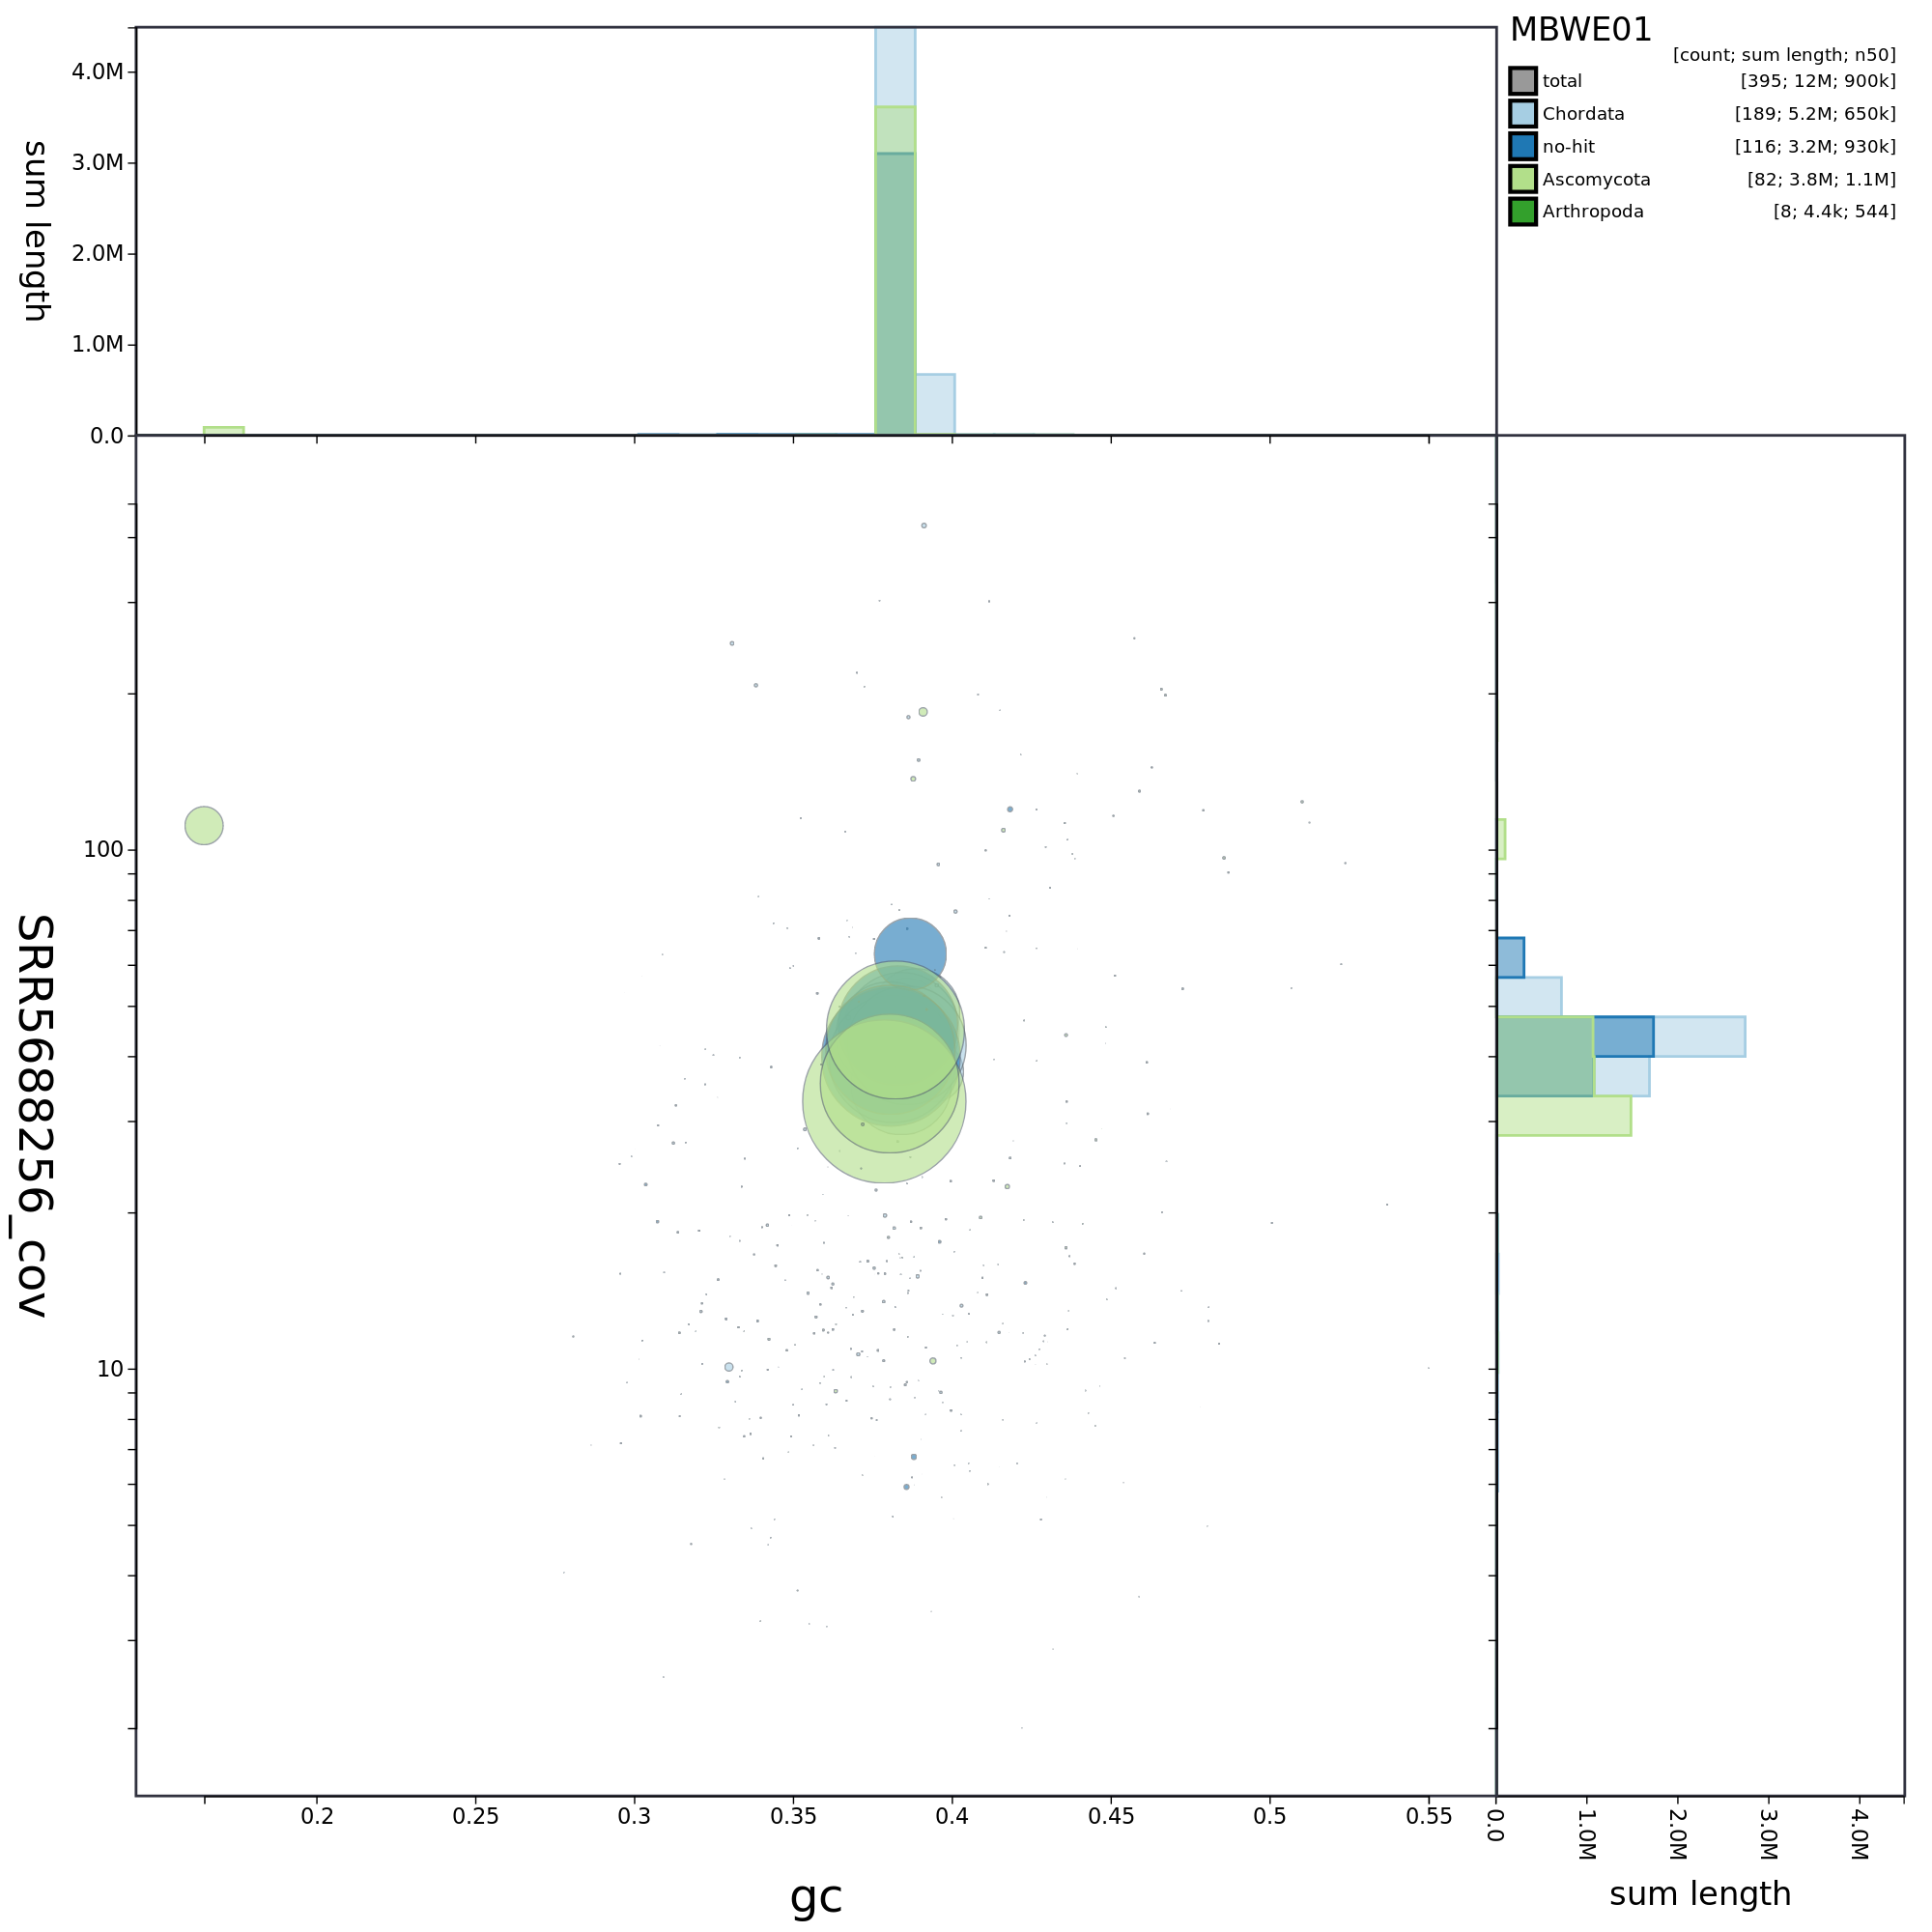 MBWE01
[count; sum length; n50]
total [395; 12M; 900k]
Chordata [189; 5.2M; 650k]
no-hit [116; 3.2M; 930k]
Ascomycota [82; 3.8M; 1.1M]
Arthropoda [8; 4.4k; 544]
sum length
4.0M
3.0M
2.0M
1.0M
0.0
SRR5688256_cov
100
10
0.2 0.25 0.3 0.35 0.4 0.45 0.5 0.55
gc
0.0 1.0M 2.0M 3.0M 4.0M
sum length